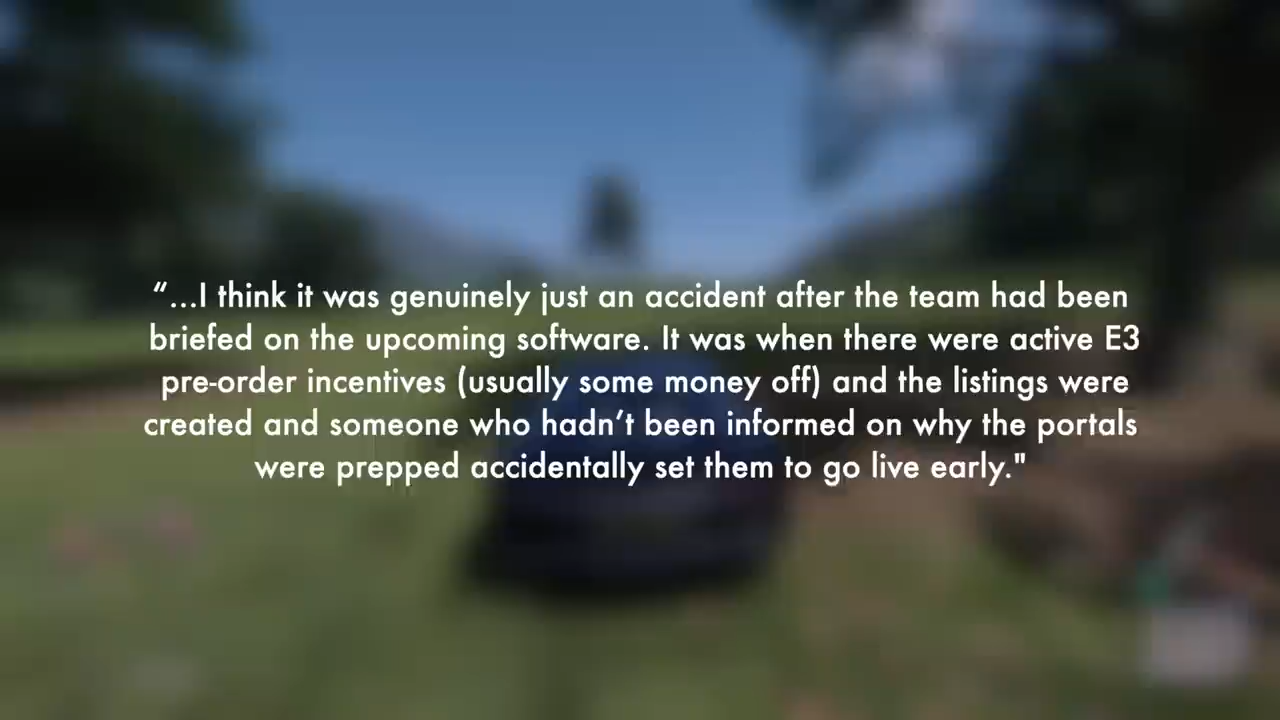 “...I think it was genuinely just an accident after the team had been
briefed on the upcoming software. It was when there were active E3
pre-order incentives (usually some money off) and the listings were
created and someone who hadn’t been informed on why the portals
were prepped accidentally set them to go live early."